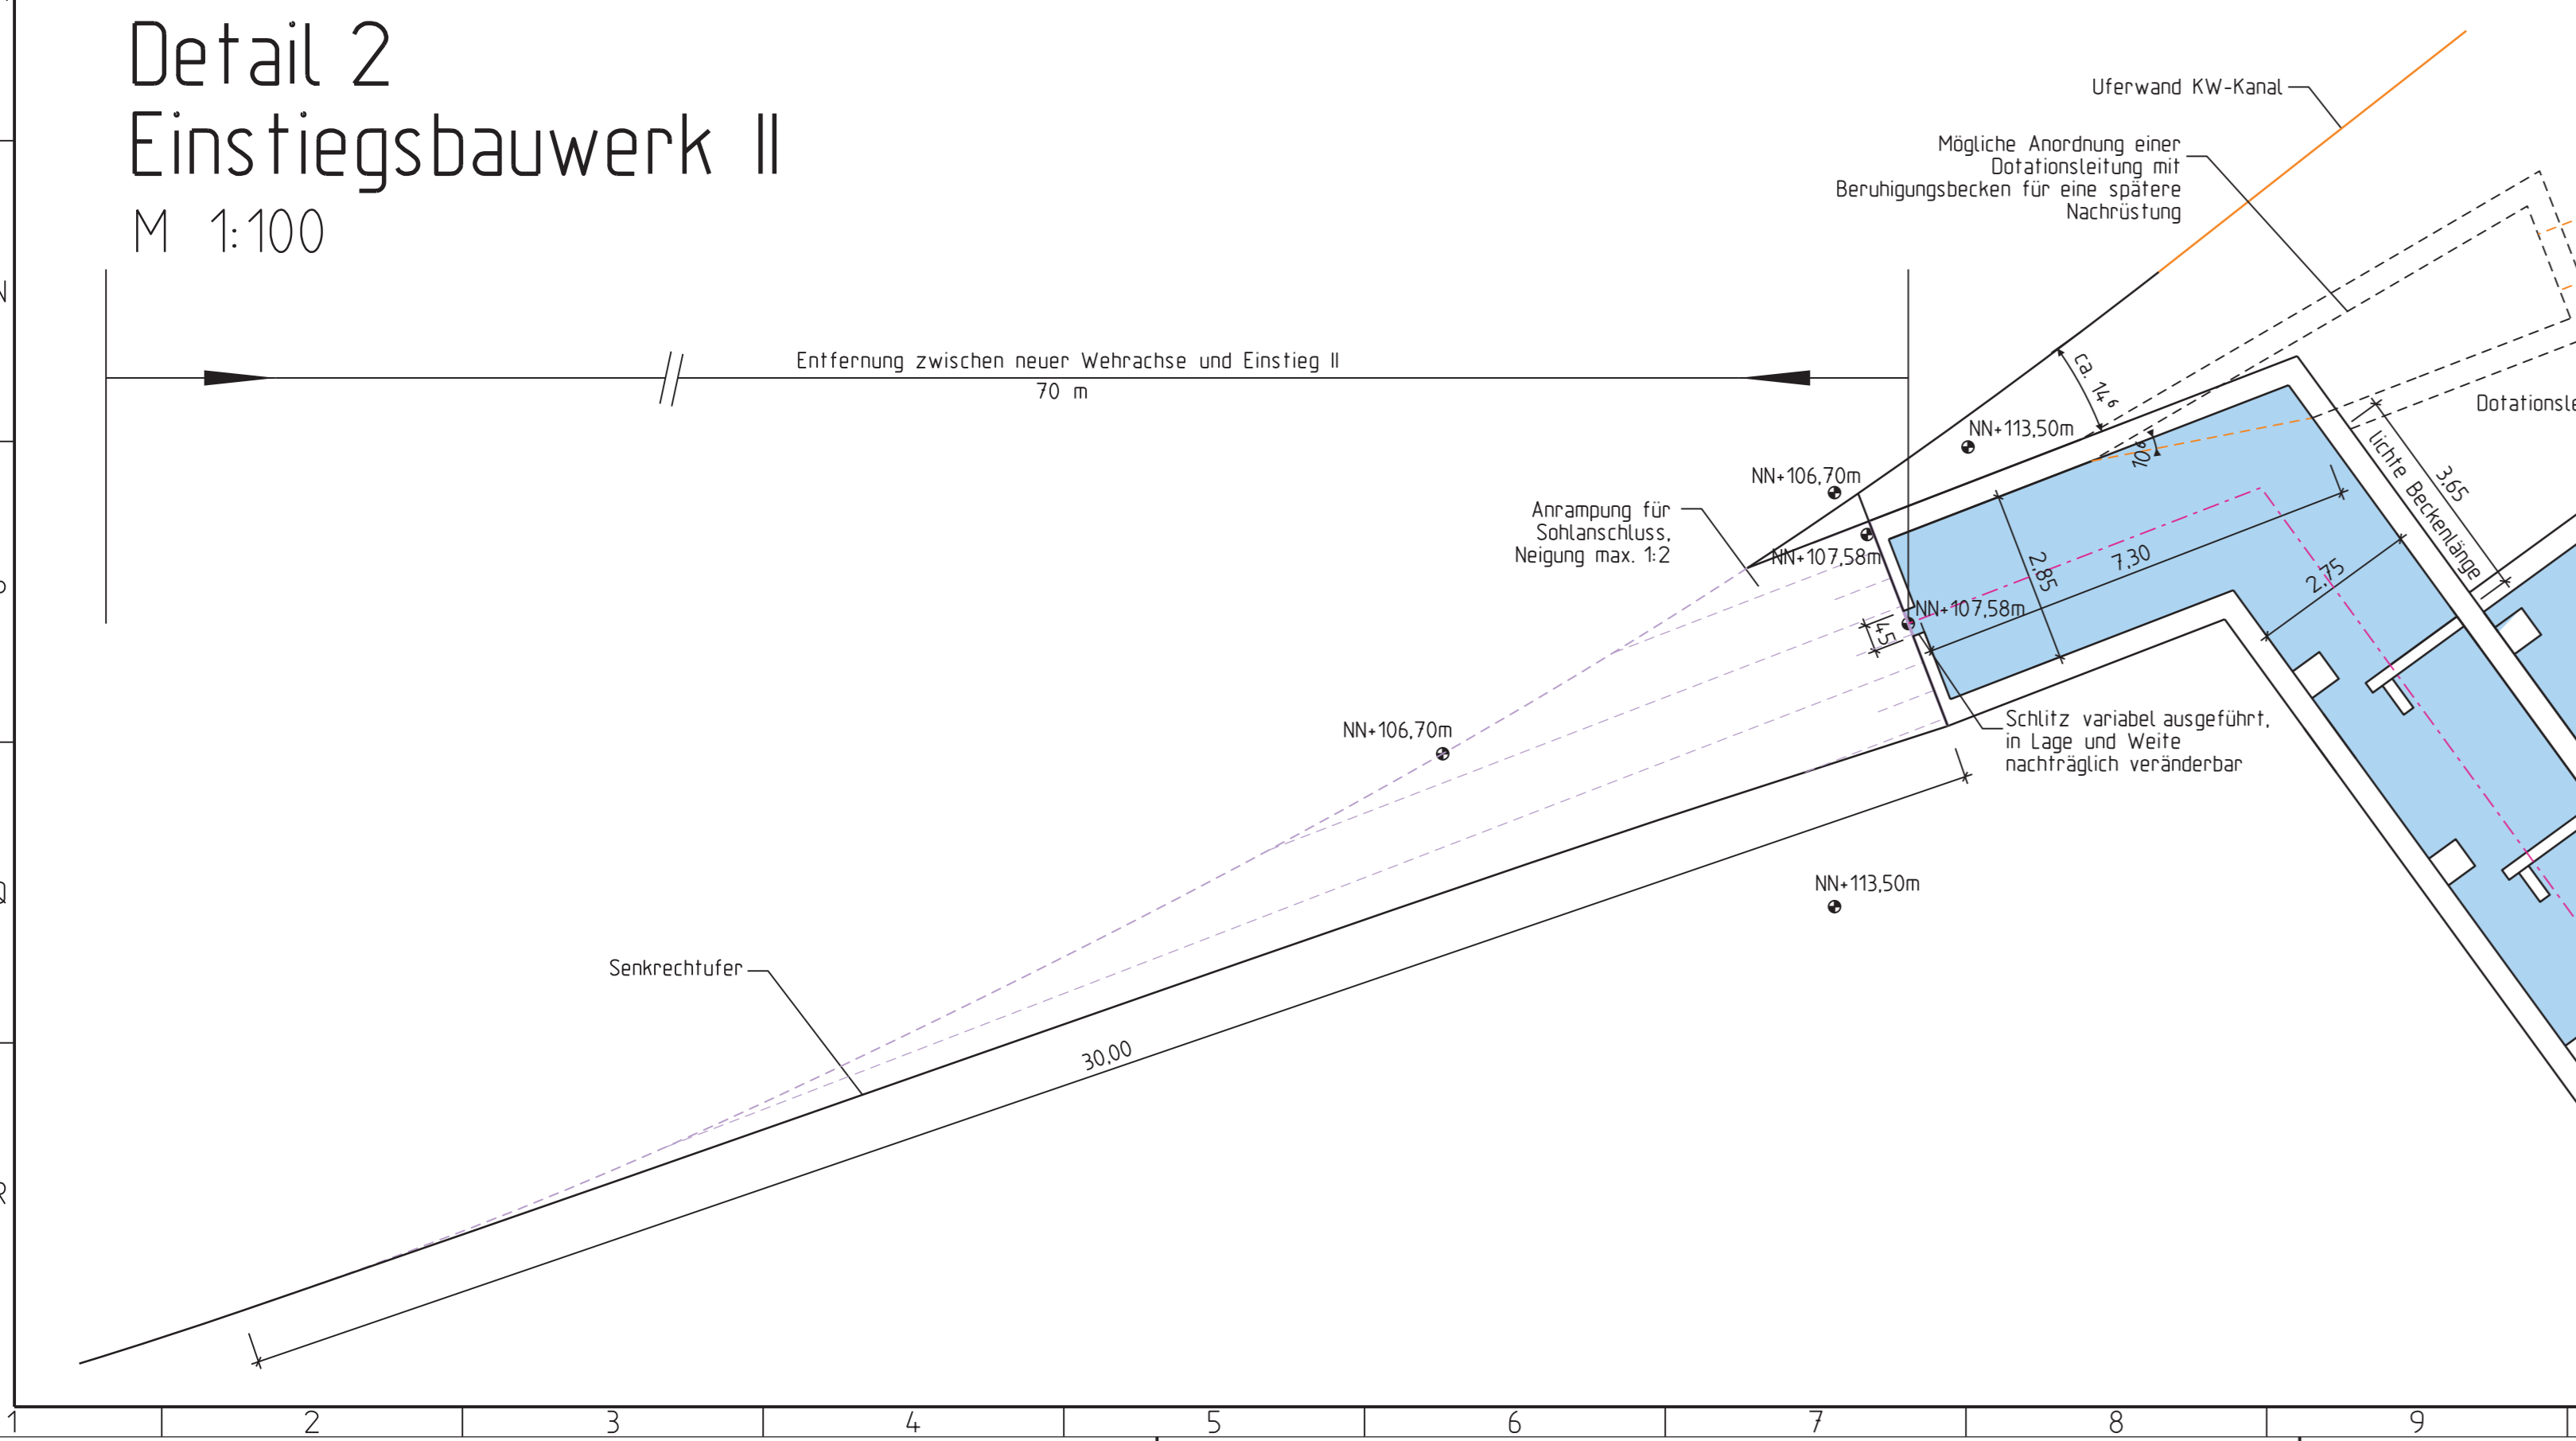 Detail 2
Einstiegsbauwerk II
M 1:100
Uferwand KW-Kanal
Mögliche Anordnung einer
Dotationsleitung mit
Beruhigungsbecken für eine spätere
Nachrüstung
Entfernung zwischen neuer Wehrachse und Einstieg II
70 m
ca. 14⁶
NN+113,50m
10⁶
NN+106,70m
Anrampung für
Sohlanschluss,
Neigung max. 1:2
NN+107,58m
NN+107,58m
45
2,85
7,30
2,75
3,65
lichte Beckenlänge
Schlitz variabel ausgeführt,
in Lage und Weite
nachträglich veränderbar
NN+106,70m
NN+113,50m
Senkrechtufer
30,00
1 2 3 4 5 6 7 8 9